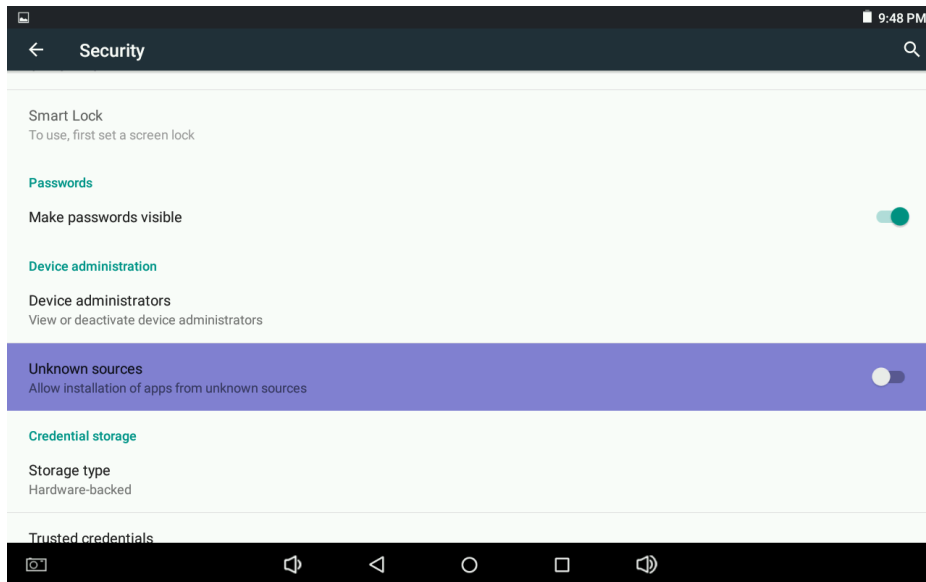 9:48 PM
Security
Smart Lock
To use, first set a screen lock
Passwords
Make passwords visible
Device administration
Device administrators
View or deactivate device administrators
Unknown sources
Allow installation of apps from unknown sources
Credential storage
Storage type
Hardware-backed
Trusted credentials